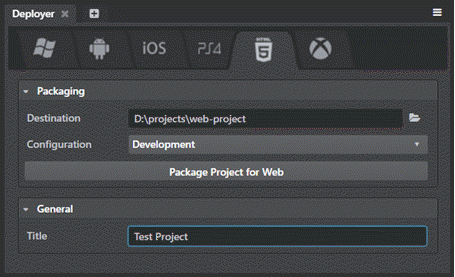 Deployer
iOS PS4 HTML 5
Packaging
Destination D:\projects\web-project
Configuration Development
Package Project for Web
General
Title Test Project